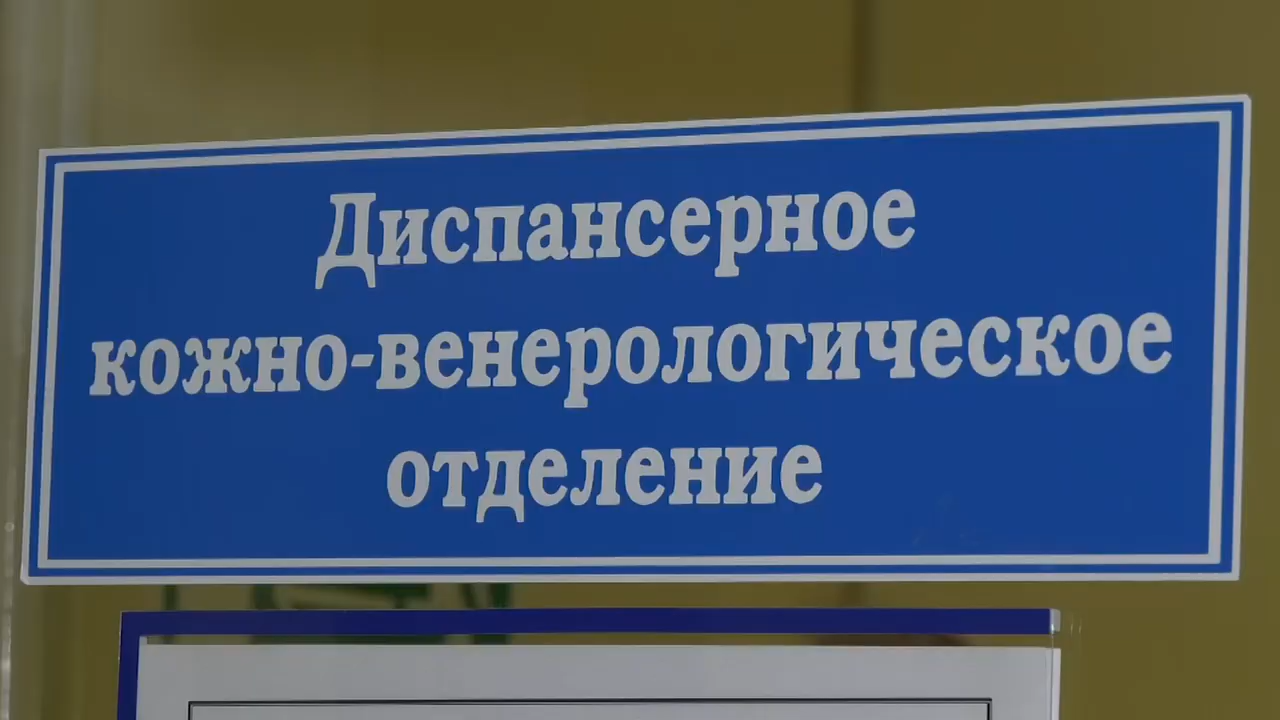 Диспансерное
кожно-венерологическое
отделение